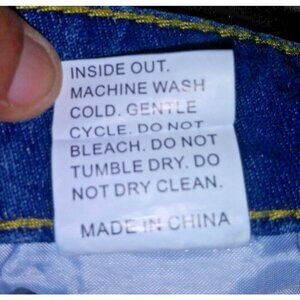 INSIDE OUT.
MACHINE WASH
COLD. GENTLE
CYCLE. DO NOT
BLEACH. DO NOT
TUMBLE DRY. DO
NOT DRY CLEAN.
MADE IN CHINA